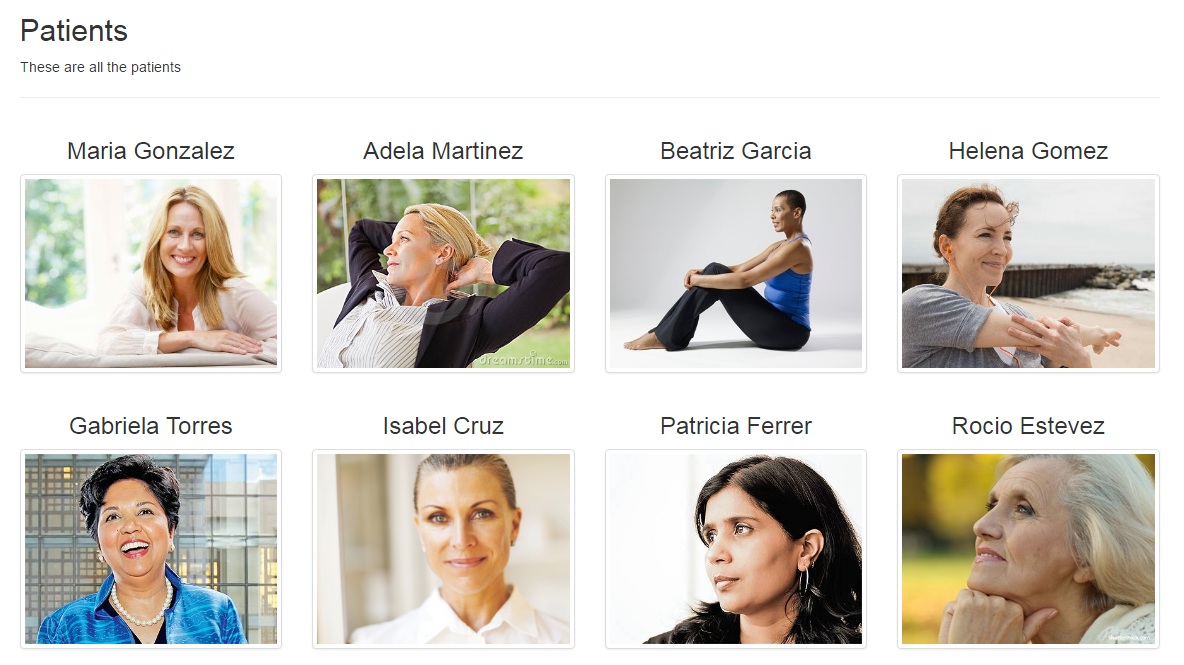 Patients
These are all the patients
Maria Gonzalez
Adela Martinez
Beatriz Garcia
Helena Gomez
dreamstime.com
Gabriela Torres
Isabel Cruz
Patricia Ferrer
Rocio Estevez